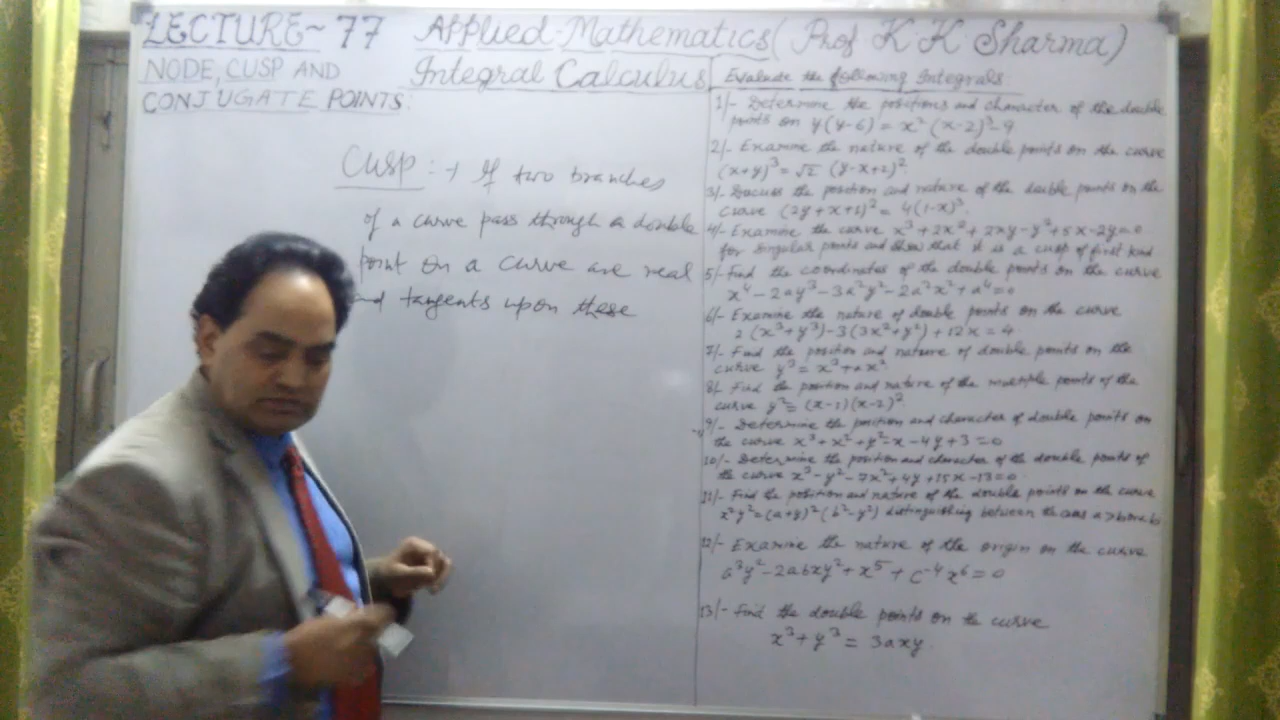 LECTURE~77 Applied Mathematics (Prof K K Sharma)
NODE, CUSP AND
CONJUGATE POINTS:
Integral Calculus
Cusp :→ If two branches
of a curve pass through a double
point on a curve are real
and tangents upon these
Evaluate the following Integrals:
1/- Determine the positions and character of the double
points on y(y-6) = x²(x-2)³-9
2/- Examine the nature of the double points on the curve
(x+y)³ = √2 (y-x+2)²
3/- Discuss the position and nature of the double points on the
curve (2y+x+1)² = 4(1-x)⁵
4/- Examine the curve x³+2x²+2xy-y²+5x-2y=0
for singular points and show that it is a cusp of first kind
5/- Find the coordinates of the double points on the curve
x⁴-2ay³-3a²y²-2a²x²+a⁴=0
6/- Examine the nature of double points on the curve
2(x³+y³)-3(3x²+y²)+12x=4
7/- Find the position and nature of double points on the
curve y³=x³+ax²
8/- Find the position and nature of the multiple points of the
curve y²=(x-1)(x-2)²
9/- Determine the position and character of double points on
the curve x³+x²+y²-x-4y+3=0
10/- Determine the position and character of the double points of
the curve x³-y²-7x²+4y+15x-13=0
11/- Find the position and nature of the double points on the curve
x²y²=(a+y)²(b²-y²) distinguishing between the cases a>b or a<b
12/- Examine the nature of the origin on the curve
a³y²-2abxy²+x⁵+c⁻⁴x⁶=0
13/- Find the double points on the curve
x³+y³=3axy.